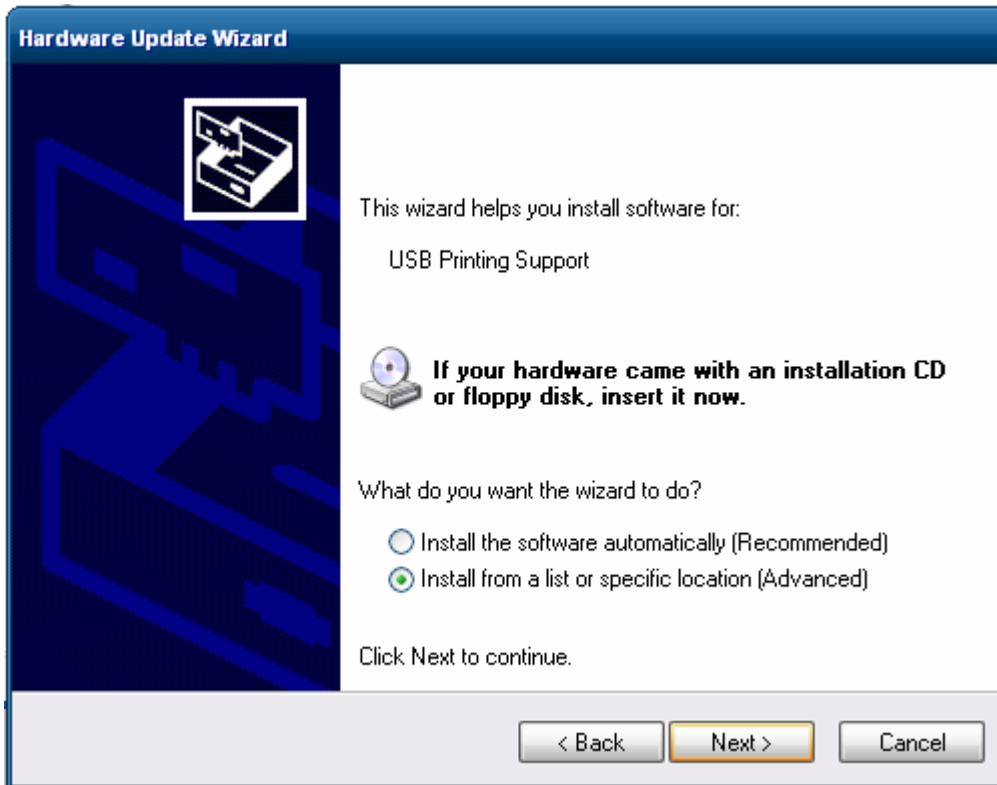 Hardware Update Wizard
This wizard helps you install software for:
USB Printing Support
If your hardware came with an installation CD
or floppy disk, insert it now.
What do you want the wizard to do?
Install the software automatically (Recommended)
Install from a list or specific location (Advanced)
Click Next to continue.
< Back Next > Cancel